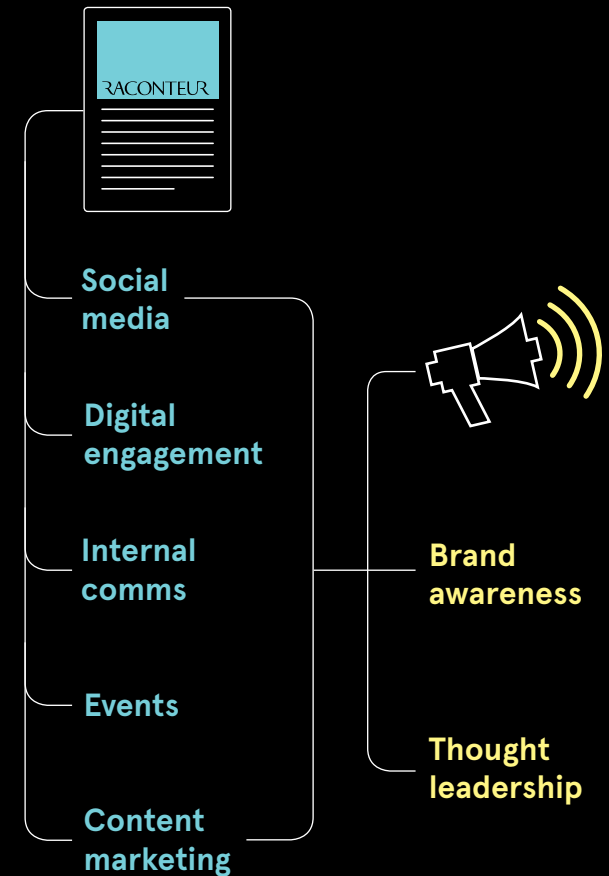 RACONTEUR
Social
media
Digital
engagement
Internal
comms
Events
Content
marketing
Brand
awareness
Thought
leadership